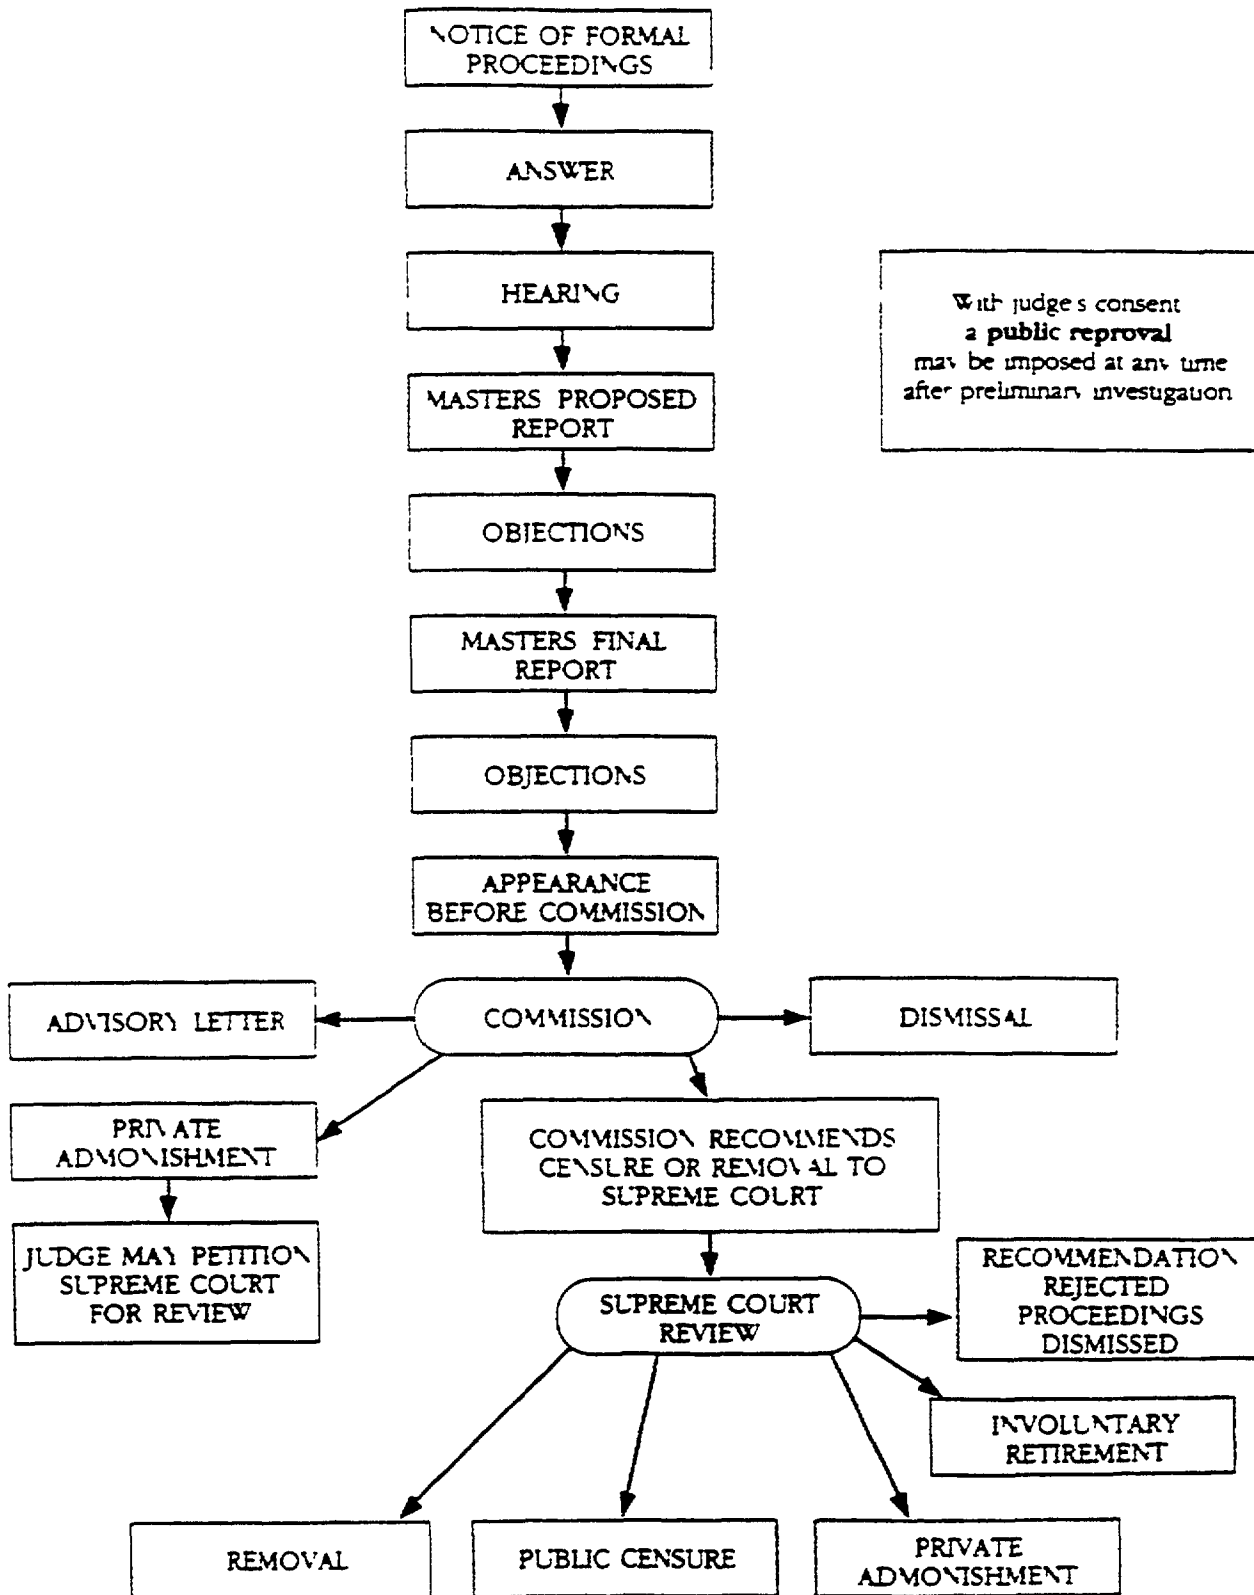 NOTICE OF FORMAL
PROCEEDINGS
ANSWER
HEARING
With judge's consent
a public reproval
may be imposed at any time
after preliminary investigation
MASTERS PROPOSED
REPORT
OBJECTIONS
MASTERS FINAL
REPORT
OBJECTIONS
APPEARANCE
BEFORE COMMISSION
ADVISORY LETTER
COMMISSION
DISMISSAL
PRIVATE
ADMONISHMENT
COMMISSION RECOMMENDS
CENSURE OR REMOVAL TO
SUPREME COURT
JUDGE MAY PETITION
SUPREME COURT
FOR REVIEW
SUPREME COURT
REVIEW
RECOMMENDATION
REJECTED
PROCEEDINGS
DISMISSED
INVOLUNTARY
RETIREMENT
REMOVAL
PUBLIC CENSURE
PRIVATE
ADMONISHMENT